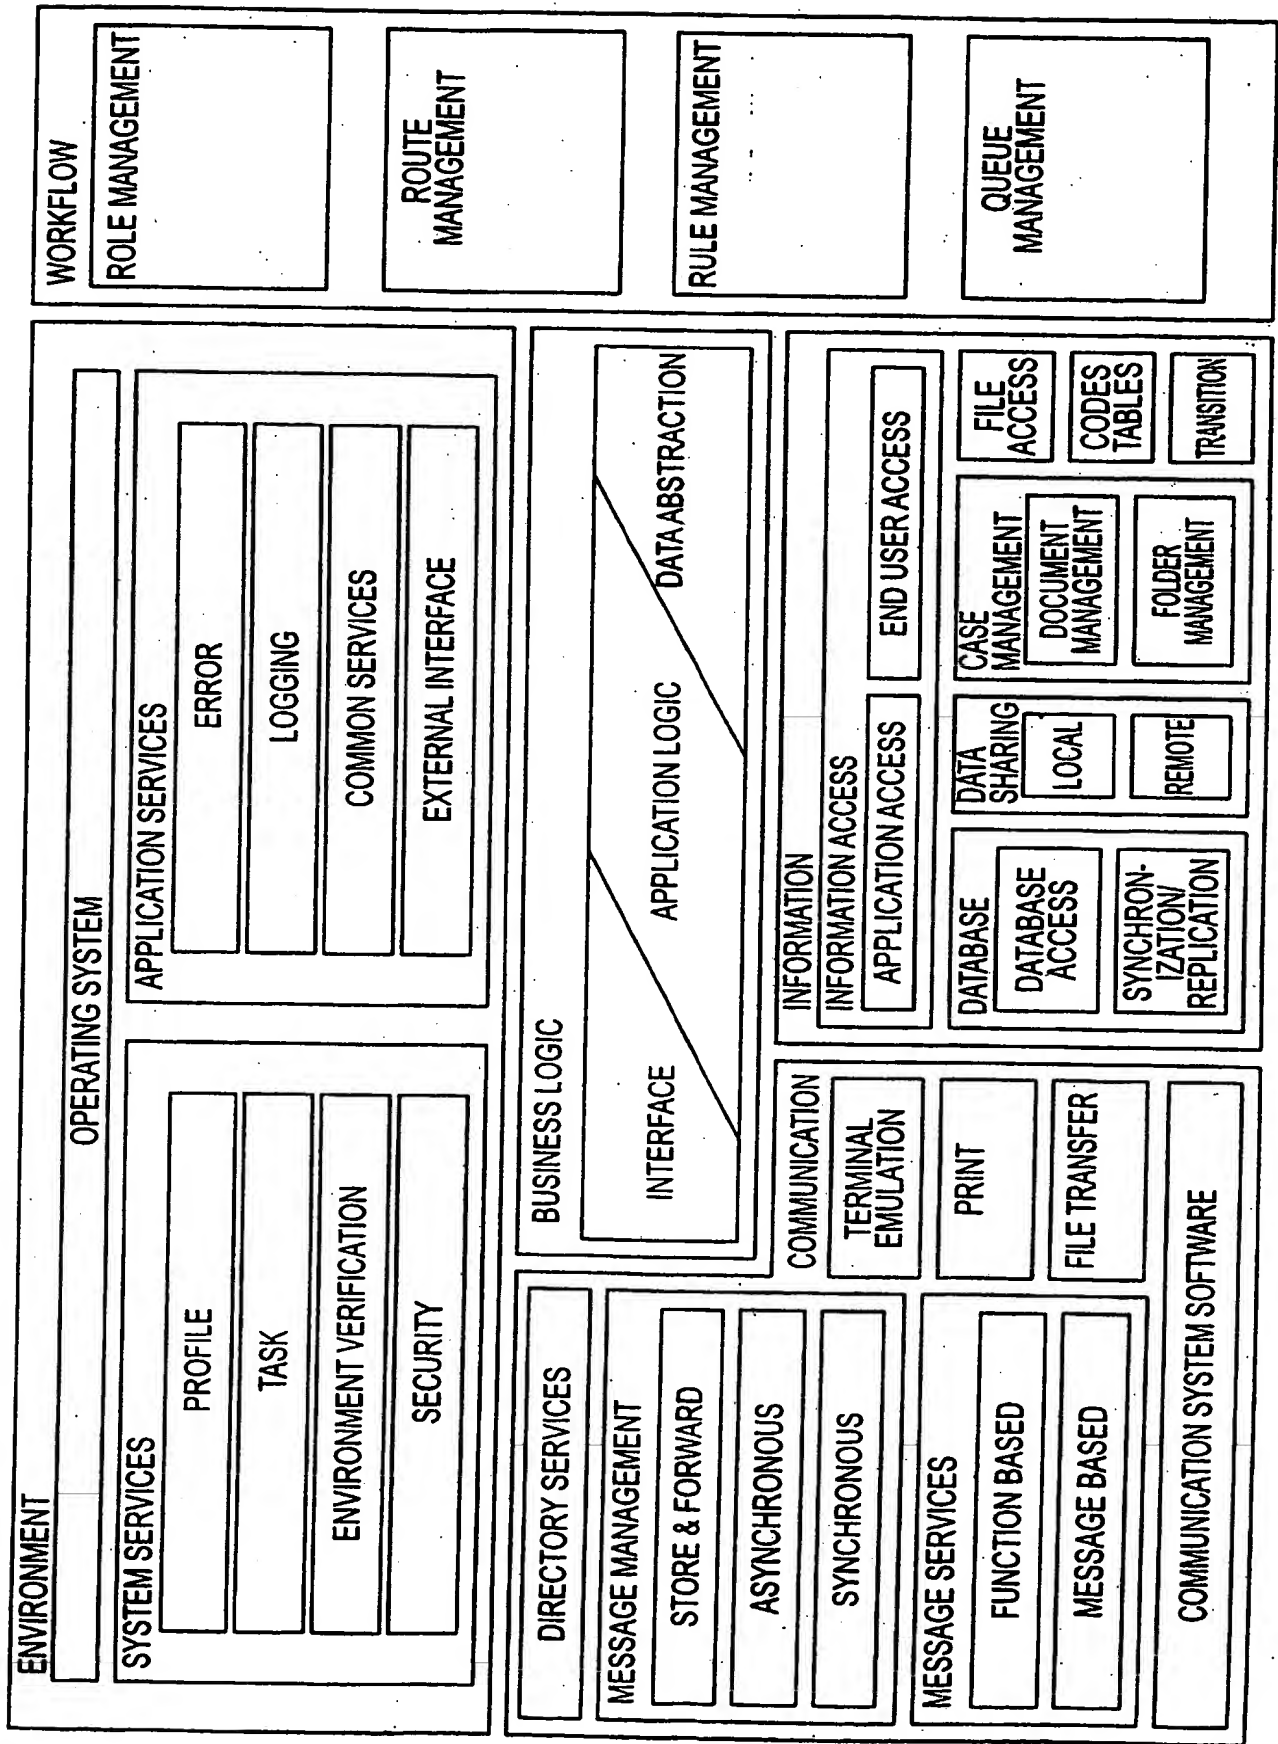 ENVIRONMENT
OPERATING SYSTEM
SYSTEM SERVICES
PROFILE
TASK
ENVIRONMENT VERIFICATION
SECURITY
APPLICATION SERVICES
ERROR
LOGGING
COMMON SERVICES
EXTERNAL INTERFACE
DIRECTORY SERVICES
MESSAGE MANAGEMENT
STORE & FORWARD
ASYNCHRONOUS
SYNCHRONOUS
MESSAGE SERVICES
FUNCTION BASED
MESSAGE BASED
COMMUNICATION
TERMINAL
EMULATION
PRINT
FILE TRANSFER
COMMUNICATION SYSTEM SOFTWARE
BUSINESS LOGIC
INTERFACE
APPLICATION LOGIC
DATA ABSTRACTION
INFORMATION
INFORMATION ACCESS
APPLICATION ACCESS
END USER ACCESS
DATABASE
DATABASE
ACCESS
SYNCHRON-
IZATION/
REPLICATION
DATA
SHARING
LOCAL
REMOTE
CASE
MANAGEMENT
DOCUMENT
MANAGEMENT
FOLDER
MANAGEMENT
FILE
ACCESS
CODES
TABLES
TRANSITION
WORKFLOW
ROLE MANAGEMENT
ROUTE
MANAGEMENT
RULE MANAGEMENT
QUEUE
MANAGEMENT